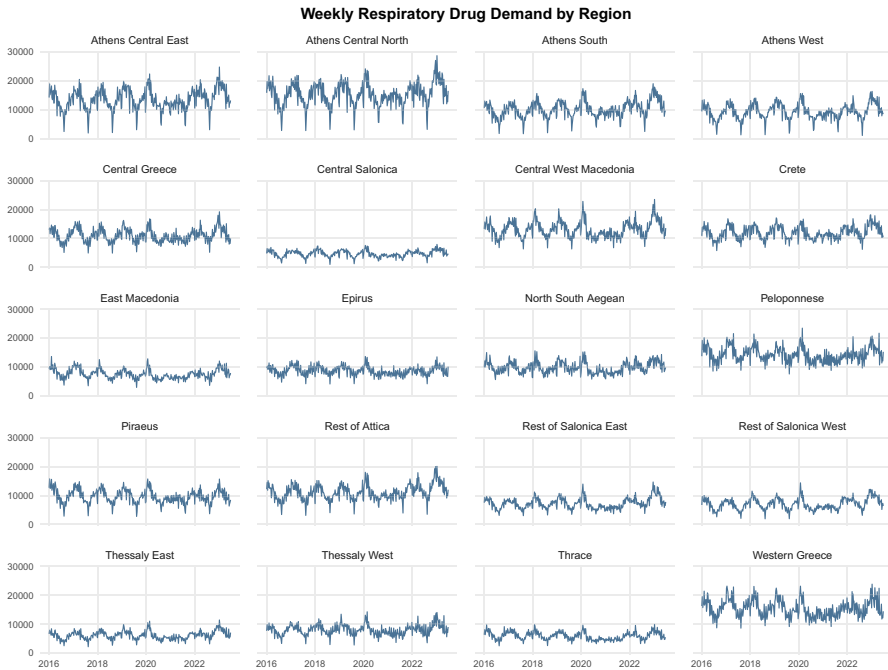 Weekly Respiratory Drug Demand by Region
Athens Central East
Athens Central North
Athens South
Athens West
30000
20000
10000
0
Central Greece
Central Salonica
Central West Macedonia
Crete
30000
20000
10000
0
East Macedonia
Epirus
North South Aegean
Peloponnese
30000
20000
10000
0
Piraeus
Rest of Attica
Rest of Salonica East
Rest of Salonica West
30000
20000
10000
0
Thessaly East
Thessaly West
Thrace
Western Greece
30000
20000
10000
0
2016 2018 2020 2022
2016 2018 2020 2022
2016 2018 2020 2022
2016 2018 2020 2022